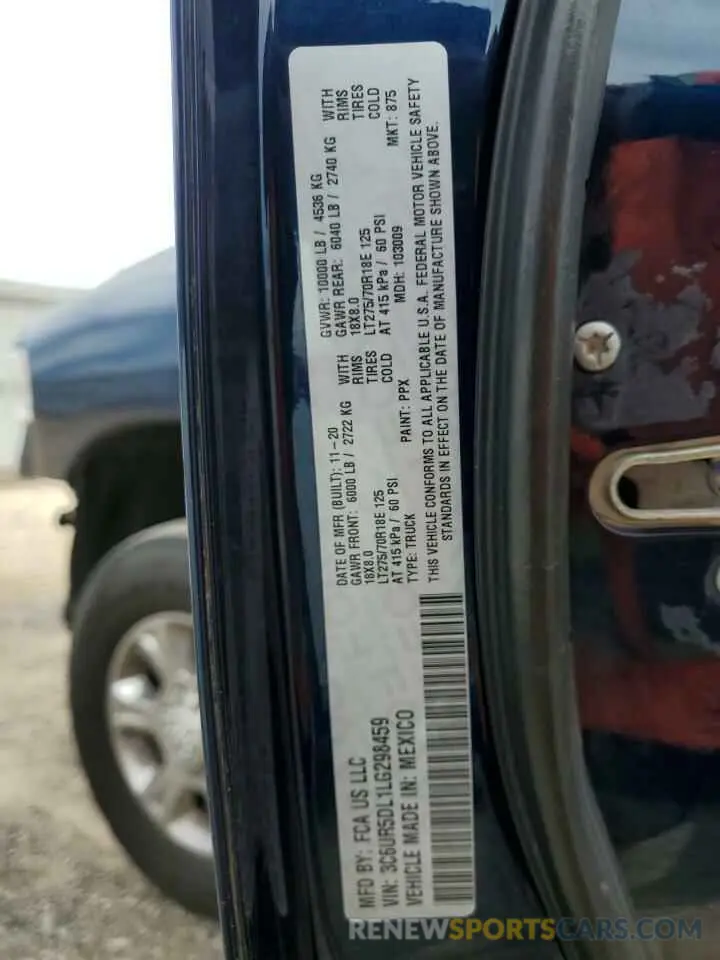 MFD BY: FCA US LLC
DATE OF MFR (BUILT): 11-20
GVWR: 10000 LB / 4536 KG
GAWR FRONT: 6000 LB / 2722 KG WITH
GAWR REAR: 6040 LB / 2740 KG WITH
18X8.0 RIMS
18X8.0 RIMS
LT275/70R18E 125 TIRES
LT275/70R18E 125 TIRES
AT 415 kPa / 60 PSI COLD
AT 415 kPa / 60 PSI COLD
VIN: 3C6UR5DL1LG298459
TYPE: TRUCK
PAINT: PPX
MDH: 103009
MKT: 875
VEHICLE MADE IN: MEXICO
THIS VEHICLE CONFORMS TO ALL APPLICABLE U.S.A. FEDERAL MOTOR VEHICLE SAFETY
STANDARDS IN EFFECT ON THE DATE OF MANUFACTURE SHOWN ABOVE.
RENEWSPORTSCARS.COM